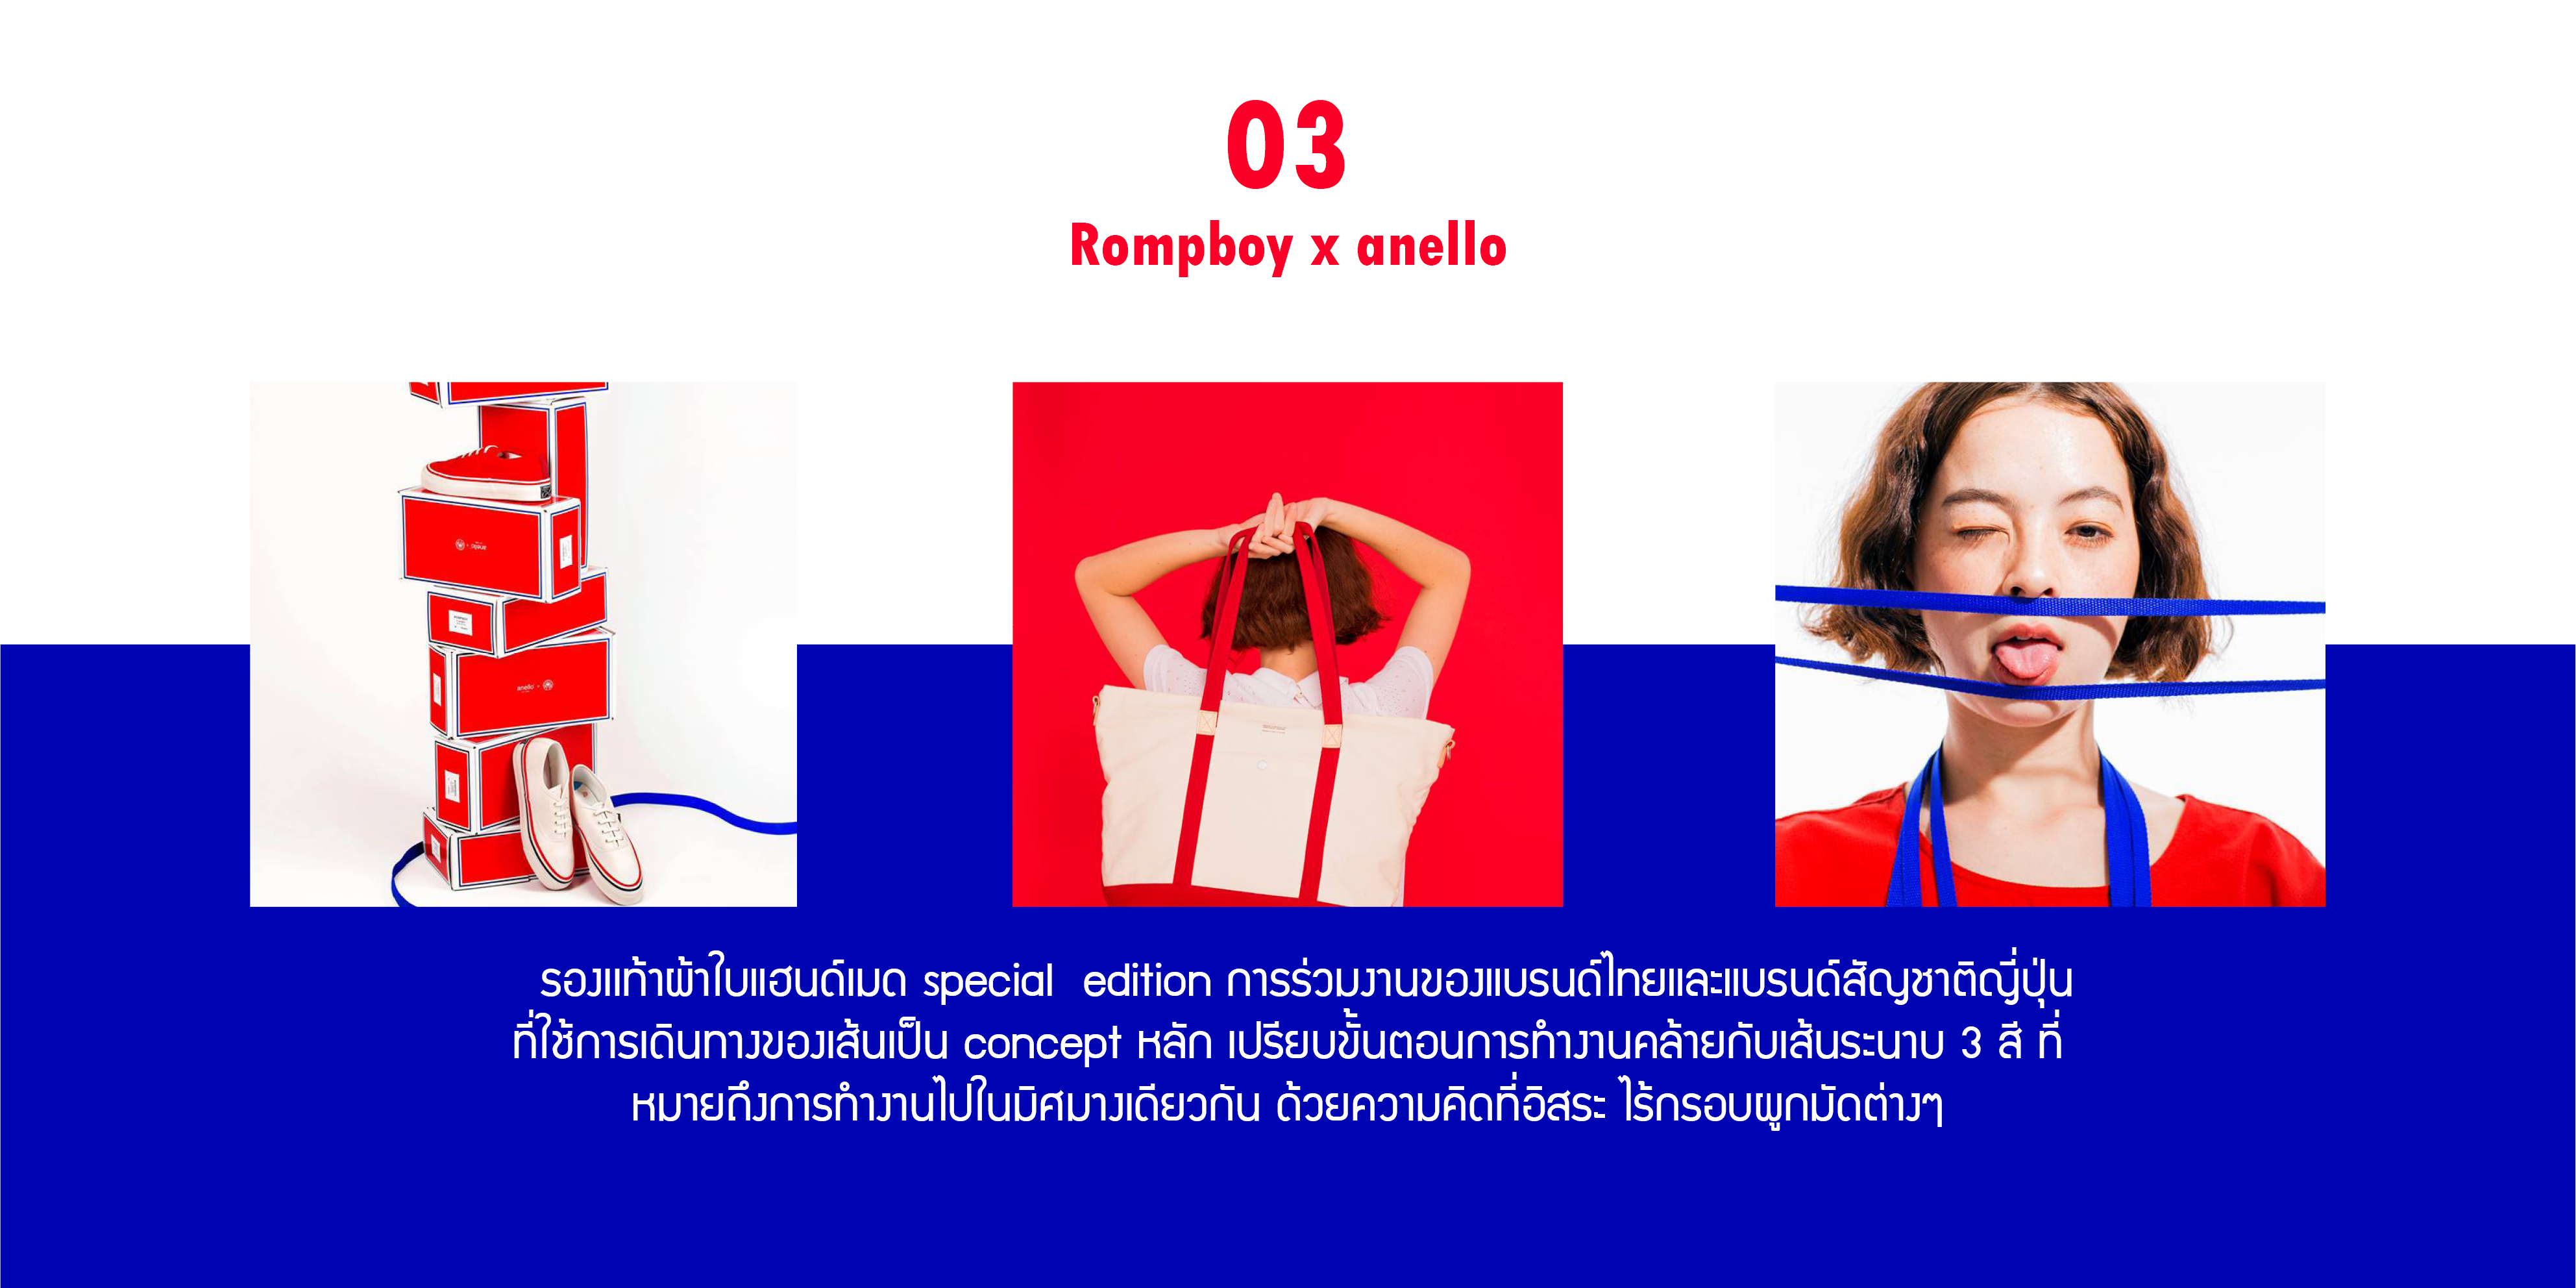 03
Rompboy x anello
anello
รองแท้าผ้าใบแฮนด์เมด special edition การร่วมงานของแบรนด์ไทยและแบรนด์สัญชาติญี่ปุ่น
ที่ใช้การเดินทางของเส้นเป็น concept หลัก เปรียบขั้นตอนการทำงานคล้ายกับเส้นระนาบ 3 สี ที่
หมายถึงการทำงานไปในมิศมางเดียวกัน ด้วยความคิดที่อิสระ ไร้กรอบผูกมัดต่างๆ